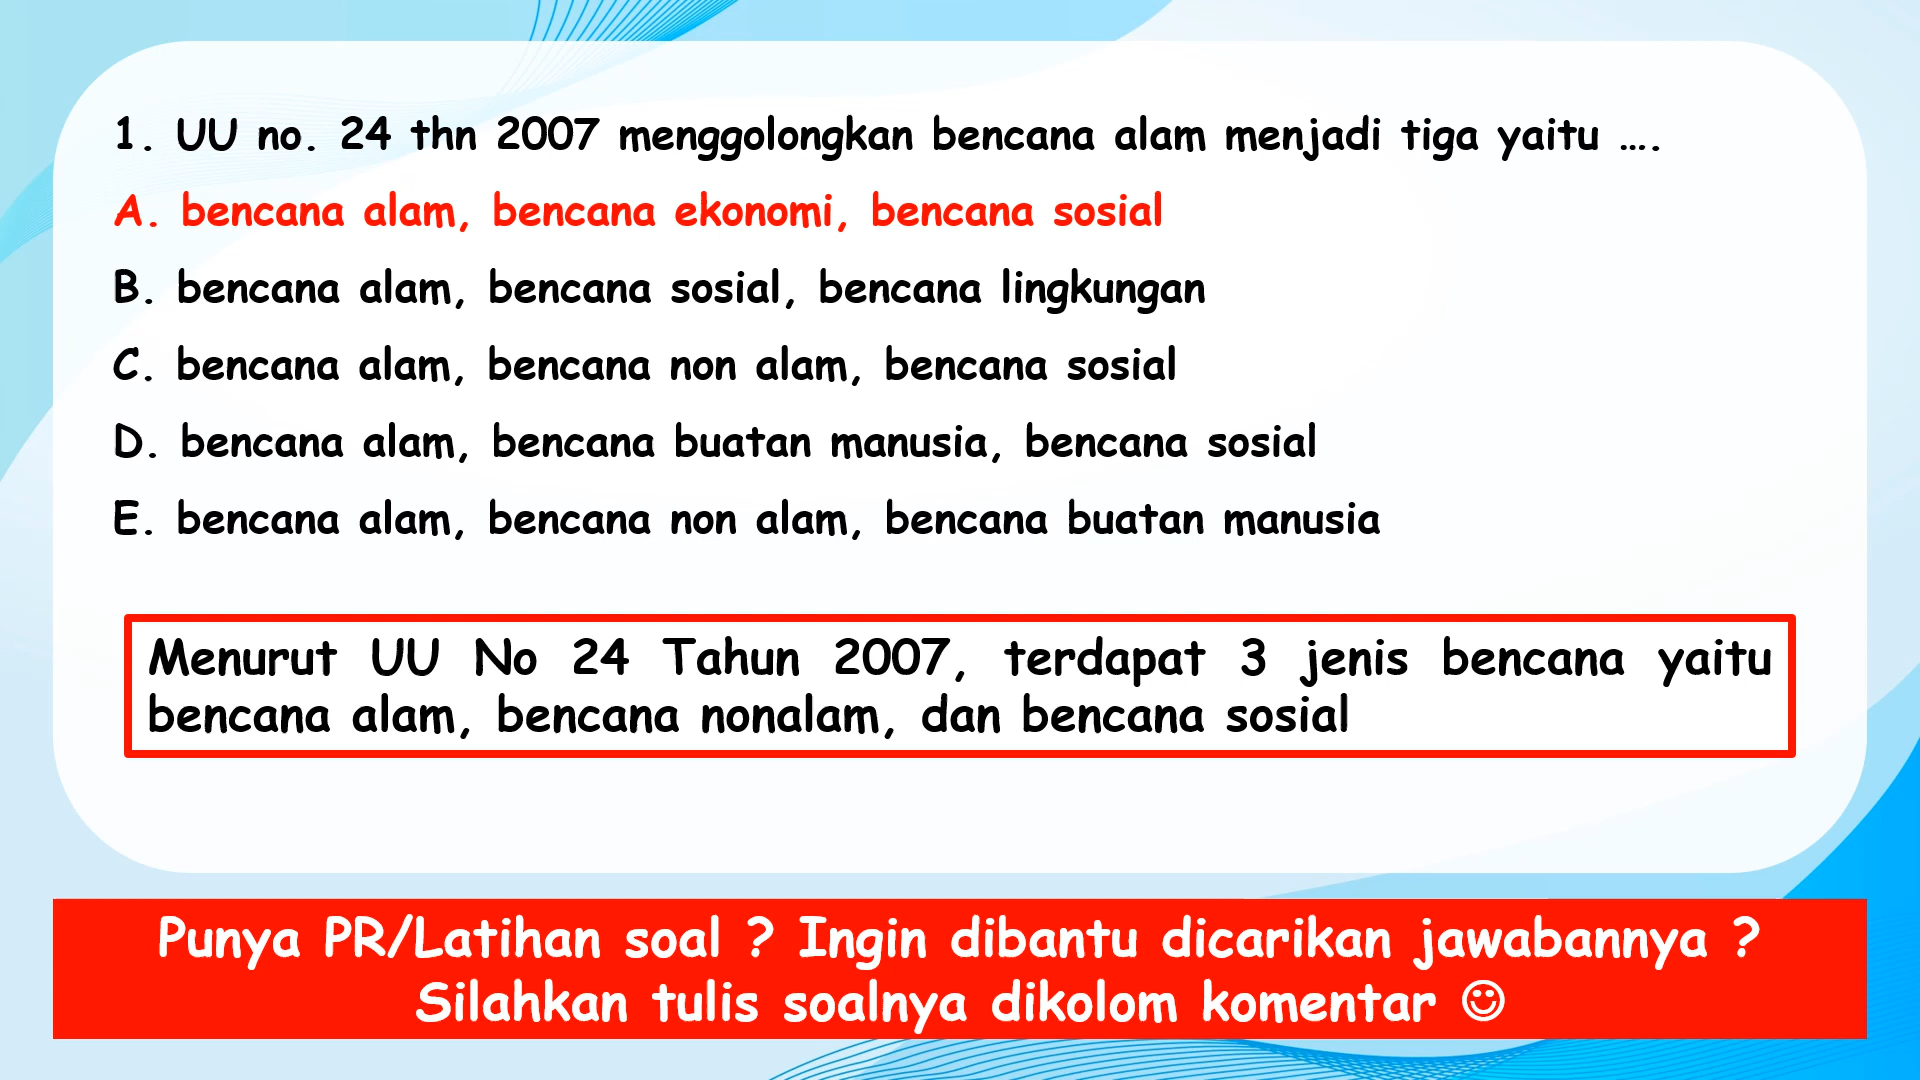 1. UU no. 24 thn 2007 menggolongkan bencana alam menjadi tiga yaitu ….
A. bencana alam, bencana ekonomi, bencana sosial
B. bencana alam, bencana sosial, bencana lingkungan
C. bencana alam, bencana non alam, bencana sosial
D. bencana alam, bencana buatan manusia, bencana sosial
E. bencana alam, bencana non alam, bencana buatan manusia
Menurut UU No 24 Tahun 2007, terdapat 3 jenis bencana yaitu
bencana alam, bencana nonalam, dan bencana sosial
Punya PR/Latihan soal ? Ingin dibantu dicarikan jawabannya ?
Silahkan tulis soalnya dikolom komentar ☺